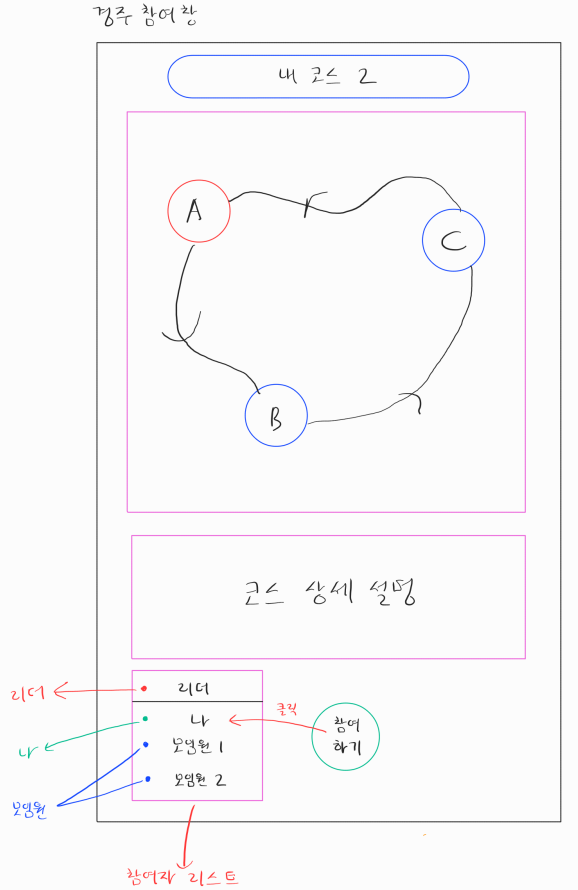 경주 참여창
내 코스 2
A
C
B
코스 상세 설명
리더
리더
클릭
나
참여
하기
나
모임원 1
모임원 2
모임원
참여자 리스트